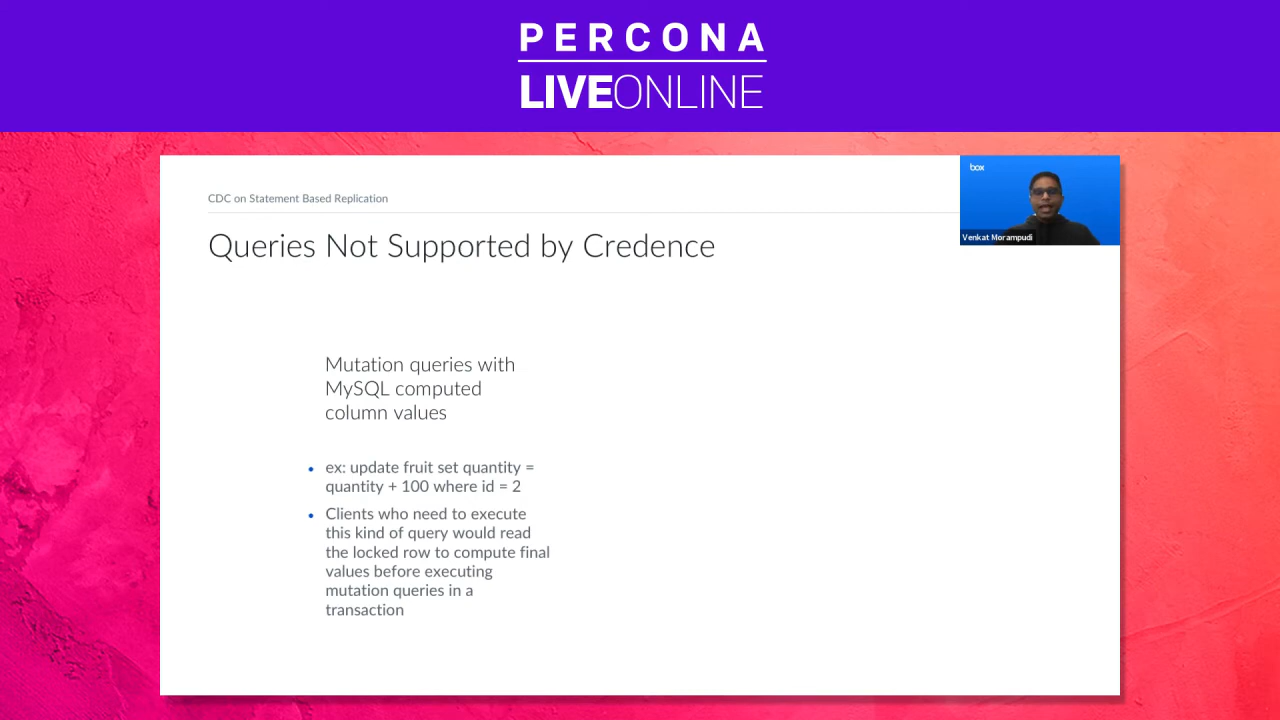 PERCONA
LIVEONLINE
CDC on Statement Based Replication
Queries Not Supported by Credence
box
Venkat Morampudi
Mutation queries with
MySQL computed
column values
• ex: update fruit set quantity =
quantity + 100 where id = 2
• Clients who need to execute
this kind of query would read
the locked row to compute final
values before executing
mutation queries in a
transaction